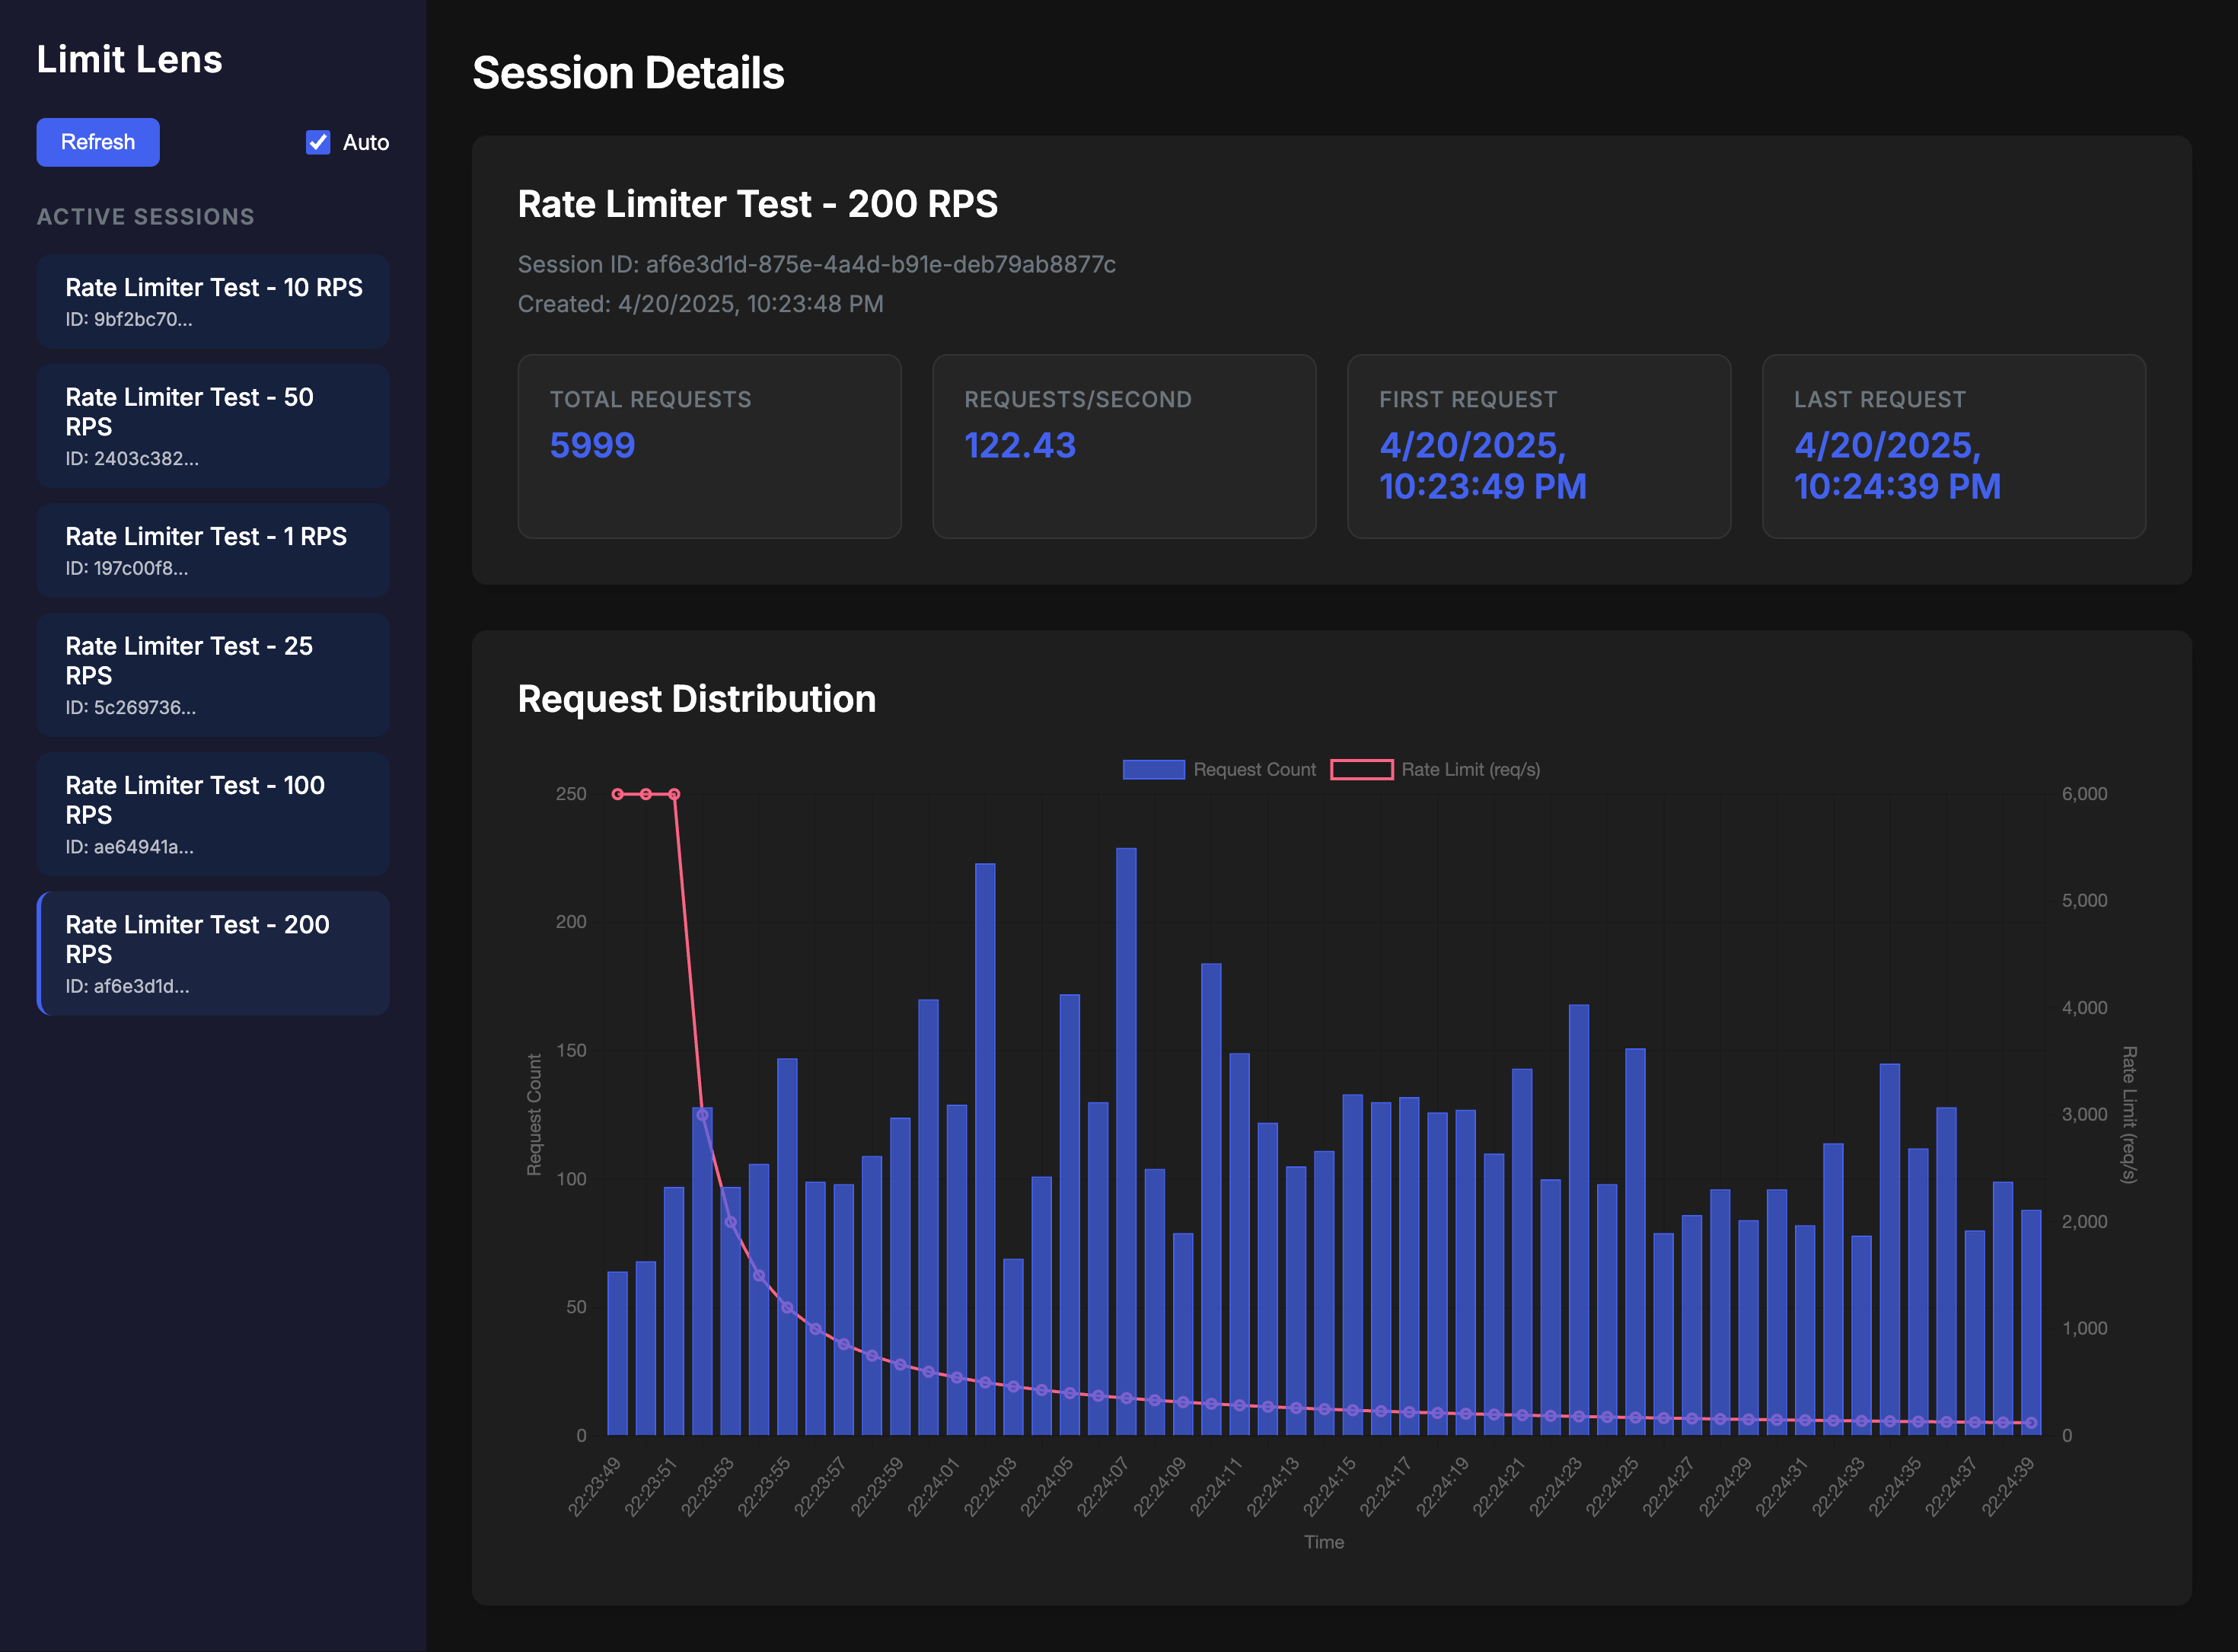 Limit Lens
Refresh
Auto
ACTIVE SESSIONS
Rate Limiter Test - 10 RPS
ID: 9bf2bc70...
Rate Limiter Test - 50
RPS
ID: 2403c382...
Rate Limiter Test - 1 RPS
ID: 197c00f8...
Rate Limiter Test - 25
RPS
ID: 5c269736...
Rate Limiter Test - 100
RPS
ID: ae64941a...
Rate Limiter Test - 200
RPS
ID: af6e3d1d...
Session Details
Rate Limiter Test - 200 RPS
Session ID: af6e3d1d-875e-4a4d-b91e-deb79ab8877c
Created: 4/20/2025, 10:23:48 PM
TOTAL REQUESTS
5999
REQUESTS/SECOND
122.43
FIRST REQUEST
4/20/2025,
10:23:49 PM
LAST REQUEST
4/20/2025,
10:24:39 PM
Request Distribution
Request Count
Rate Limit (req/s)
Request Count
250
200
150
100
50
0
6,000
5,000
4,000
3,000
2,000
1,000
0
Rate Limit (req/s)
22:23:49
22:23:51
22:23:53
22:23:55
22:23:57
22:23:59
22:24:01
22:24:03
22:24:05
22:24:07
22:24:09
22:24:11
22:24:13
22:24:15
22:24:17
22:24:19
22:24:21
22:24:23
22:24:25
22:24:27
22:24:29
22:24:31
22:24:33
22:24:35
22:24:37
22:24:39
Time